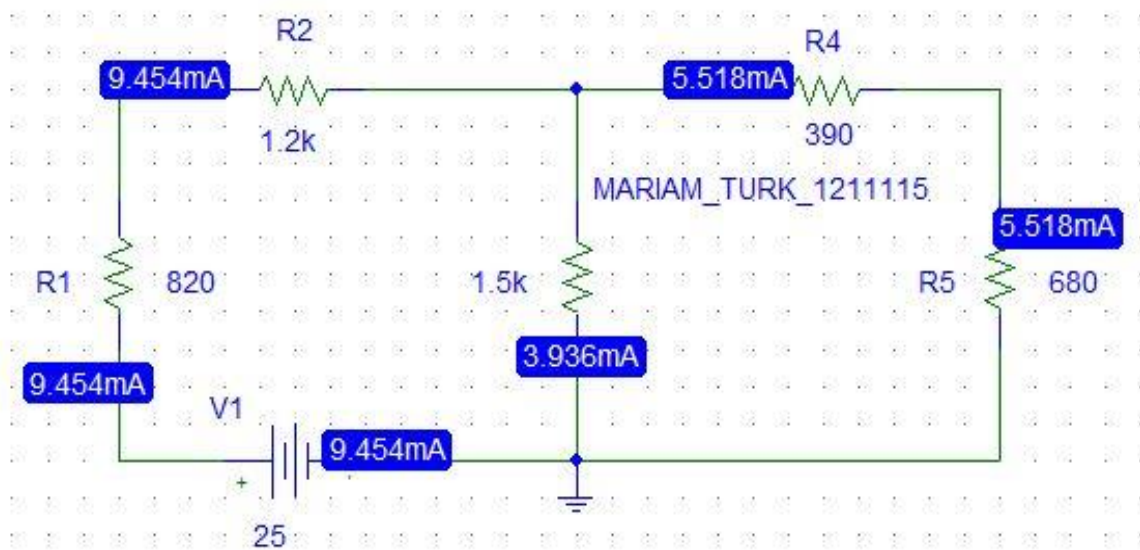 R2
R4
9.454mA
5.518mA
1.2k
390
MARIAM_TURK_1211115
5.518mA
R1
820
1.5k
R5
680
3.936mA
9.454mA
V1
9.454mA
+
25